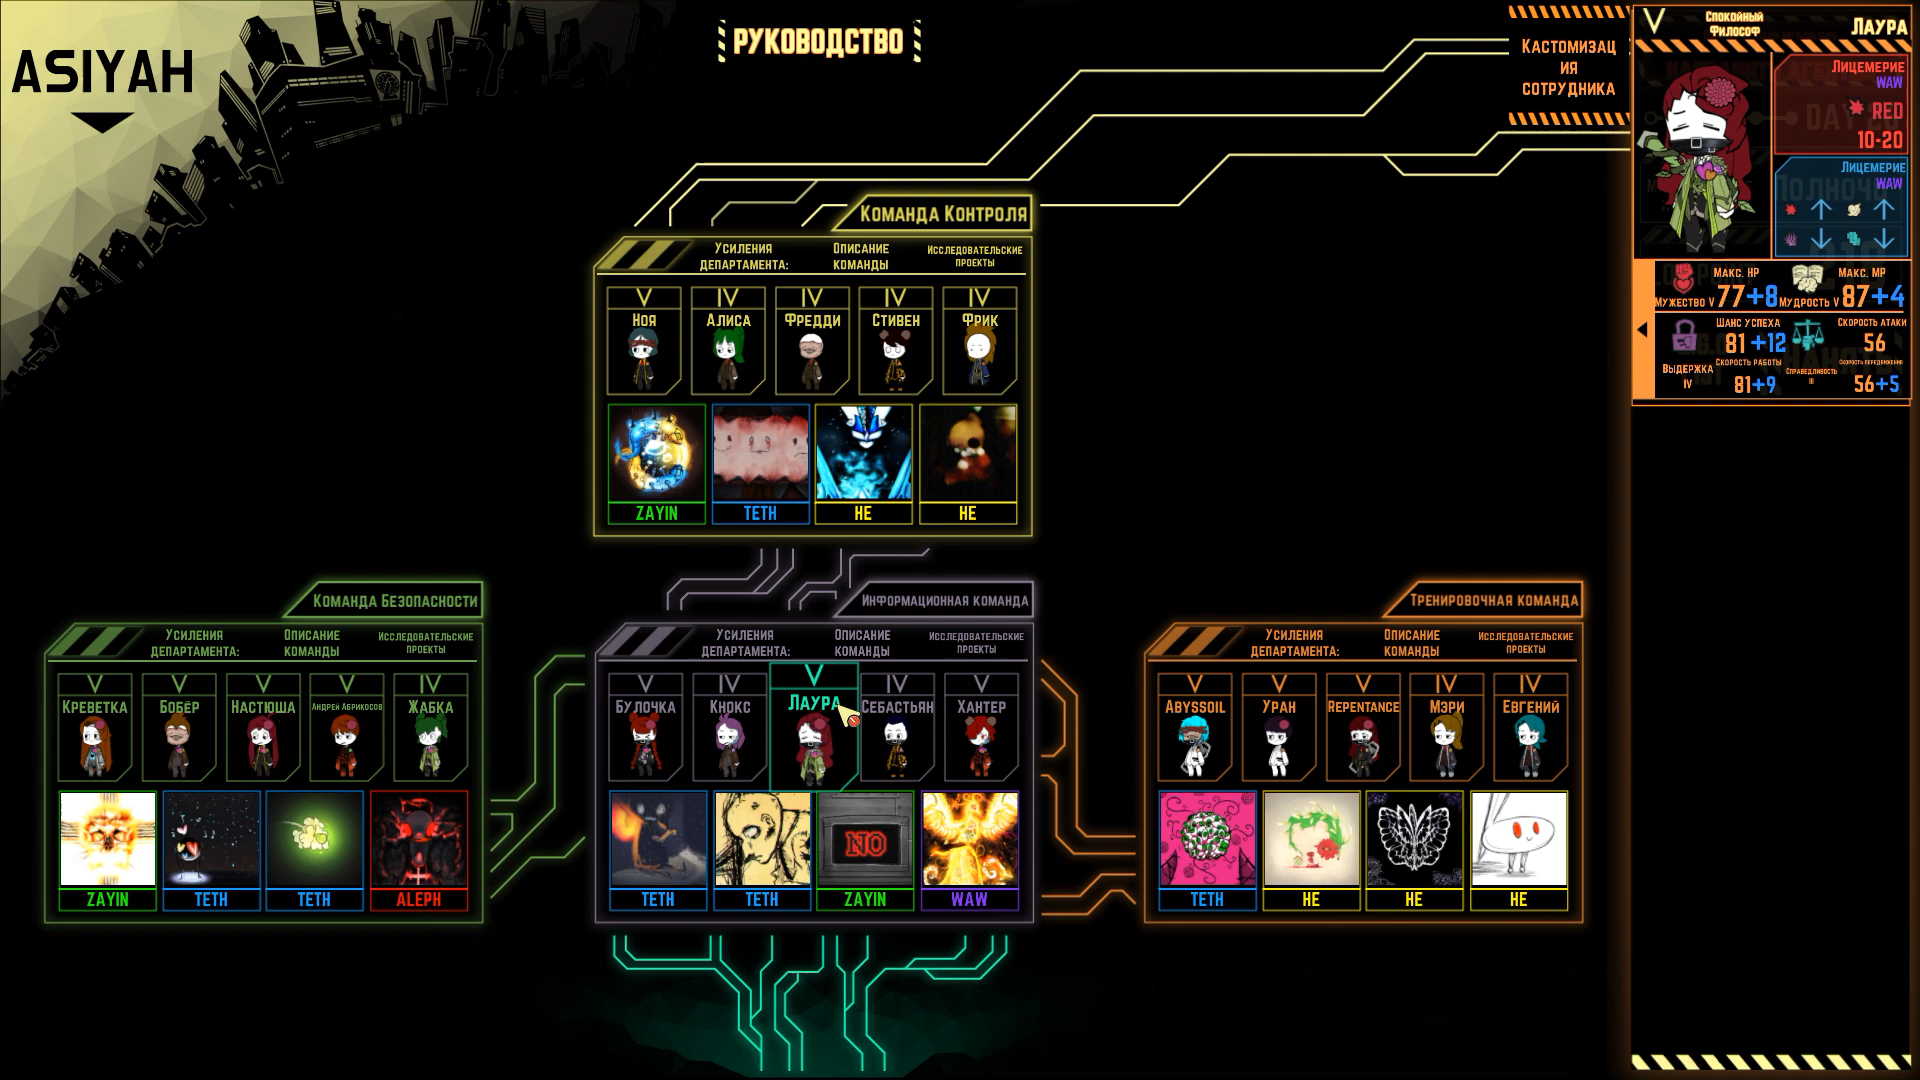 ASIYAH
РУКОВОДСТВО
КАСТОМИЗАЦ
ИЯ
СОТРУДНИКА
V
Спокойный
Философ
ЛАУРА
Лицемерие
WAW
RED
10-20
Лицемерие
WAW
Макс. HP
Макс. MP
Мужество V
77+8
Мудрость V
87+4
Шанс успеха
81 +12
Скорость атаки
56
Выдержка
IV
Скорость работы
81+9
Справедливость
III
Скорость передвижения
56+5
Команда Контроля
Усиления
департамента:
Описание
команды
Исследовательские
проекты
V
IV
IV
IV
IV
Ноя
Алиса
Фредди
Стивен
Фрик
ZAYIN
TETH
HE
HE
Команда Безопасности
Усиления
департамента:
Описание
команды
Исследовательские
проекты
V
V
V
V
IV
Креветка
Бобёр
Настюша
Андрей Абрикосов
Жабка
ZAYIN
TETH
TETH
ALEPH
Информационная команда
Усиления
департамента:
Описание
команды
Исследовательские
проекты
V
IV
V
IV
V
Булочка
Кнокс
Лаура
Себастьян
Хантер
NO
TETH
TETH
ZAYIN
WAW
Тренировочная команда
Усиления
департамента:
Описание
команды
Исследовательские
проекты
V
V
V
IV
IV
Abyssoil
Уран
Repentance
Мэри
Евгений
TETH
HE
HE
HE